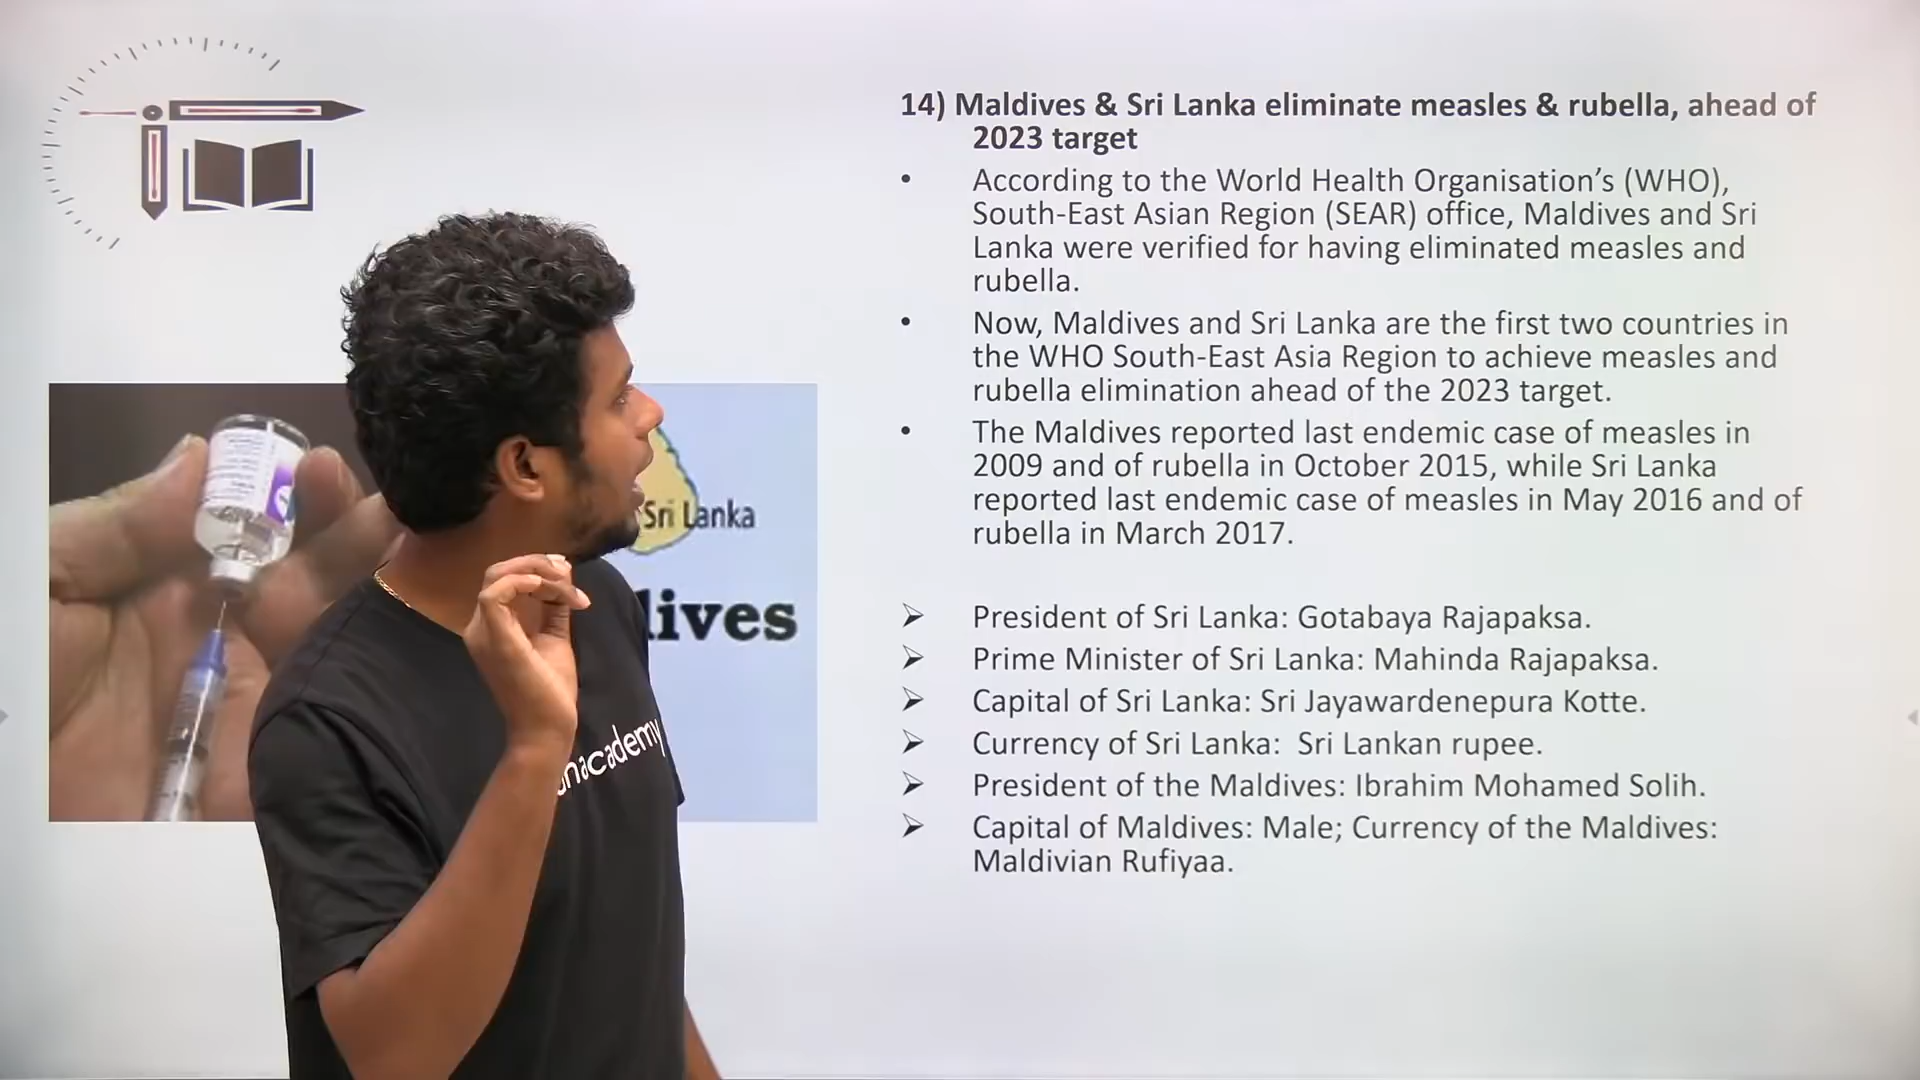 14) Maldives & Sri Lanka eliminate measles & rubella, ahead of
2023 target
• According to the World Health Organisation’s (WHO),
South-East Asian Region (SEAR) office, Maldives and Sri
Lanka were verified for having eliminated measles and
rubella.
• Now, Maldives and Sri Lanka are the first two countries in
the WHO South-East Asia Region to achieve measles and
rubella elimination ahead of the 2023 target.
• The Maldives reported last endemic case of measles in
2009 and of rubella in October 2015, while Sri Lanka
reported last endemic case of measles in May 2016 and of
rubella in March 2017.
➢ President of Sri Lanka: Gotabaya Rajapaksa.
➢ Prime Minister of Sri Lanka: Mahinda Rajapaksa.
➢ Capital of Sri Lanka: Sri Jayawardenepura Kotte.
➢ Currency of Sri Lanka:  Sri Lankan rupee.
➢ President of the Maldives: Ibrahim Mohamed Solih.
➢ Capital of Maldives: Male; Currency of the Maldives:
Maldivian Rufiyaa.
Sri Lanka
lives
nacademy